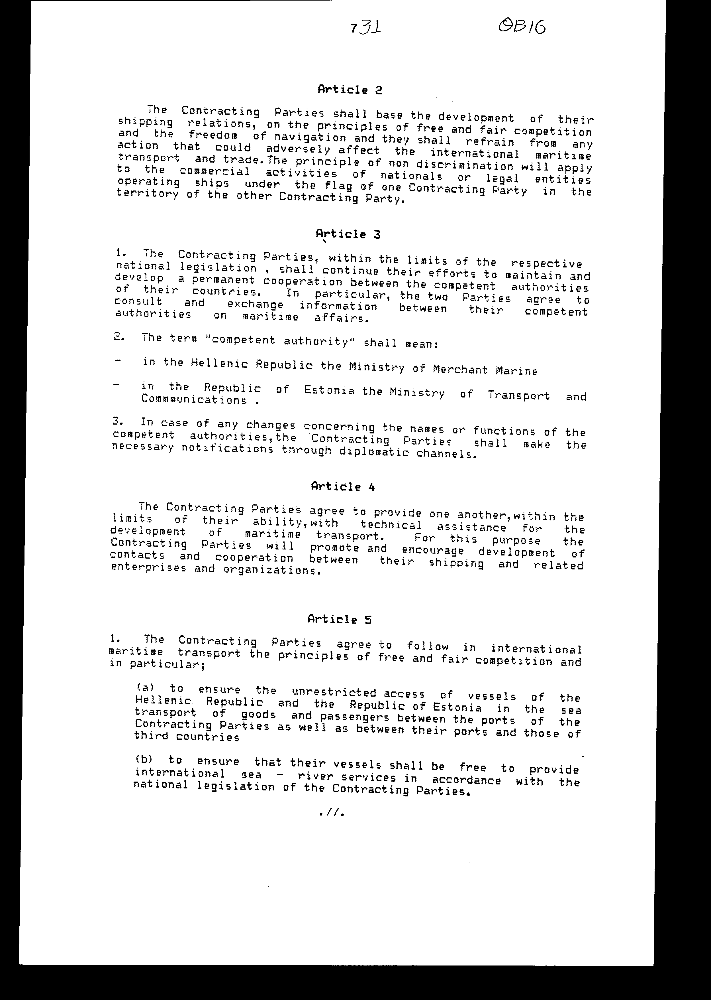 731 ΘΒ16
Article 2
The Contracting Parties shall base the development of their
shipping relations, on the principles of free and fair competition
and the freedom of navigation and they shall refrain from any
action that could adversely affect the international maritime
transport and trade.The principle of non discrimination will apply
to the commercial activities of nationals or legal entities
operating ships under the flag of one Contracting Party in the
territory of the other Contracting Party.
Article 3
1. The Contracting Parties, within the limits of the respective
national legislation , shall continue their efforts to maintain and
develop a permanent cooperation between the competent authorities
of their countries. In particular, the two Parties agree to
consult and exchange information between their competent
authorities on maritime affairs.
2. The term "competent authority" shall mean:
- in the Hellenic Republic the Ministry of Merchant Marine
- in the Republic of Estonia the Ministry of Transport and
Commmunications .
3. In case of any changes concerning the names or functions of the
competent authorities,the Contracting Parties shall make the
necessary notifications through diplomatic channels.
Article 4
The Contracting Parties agree to provide one another,within the
limits of their ability,with technical assistance for the
development of maritime transport. For this purpose the
Contracting Parties will promote and encourage development of
contacts and cooperation between their shipping and related
enterprises and organizations.
Article 5
1. The Contracting Parties agree to follow in international
maritime transport the principles of free and fair competition and
in particular;
(a) to ensure the unrestricted access of vessels of the
Hellenic Republic and the Republic of Estonia in the sea
transport of goods and passengers between the ports of the
Contracting Parties as well as between their ports and those of
third countries
(b) to ensure that their vessels shall be free to provide
international sea - river services in accordance with the
national legislation of the Contracting Parties.
.//.